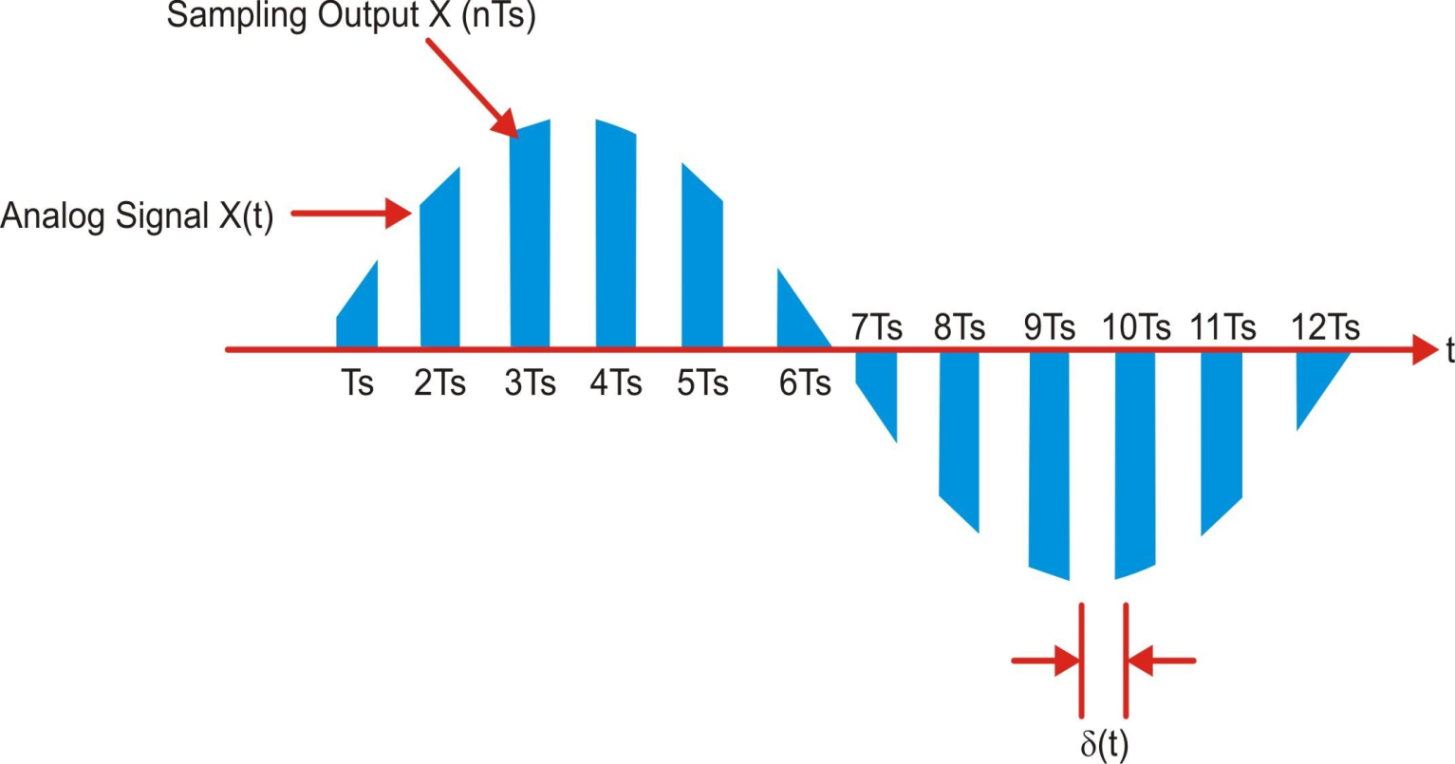 Sampling Output X (nTs)
Analog Signal X(t)
7Ts 8Ts 9Ts 10Ts 11Ts 12Ts
t
Ts 2Ts 3Ts 4Ts 5Ts 6Ts
δ(t)